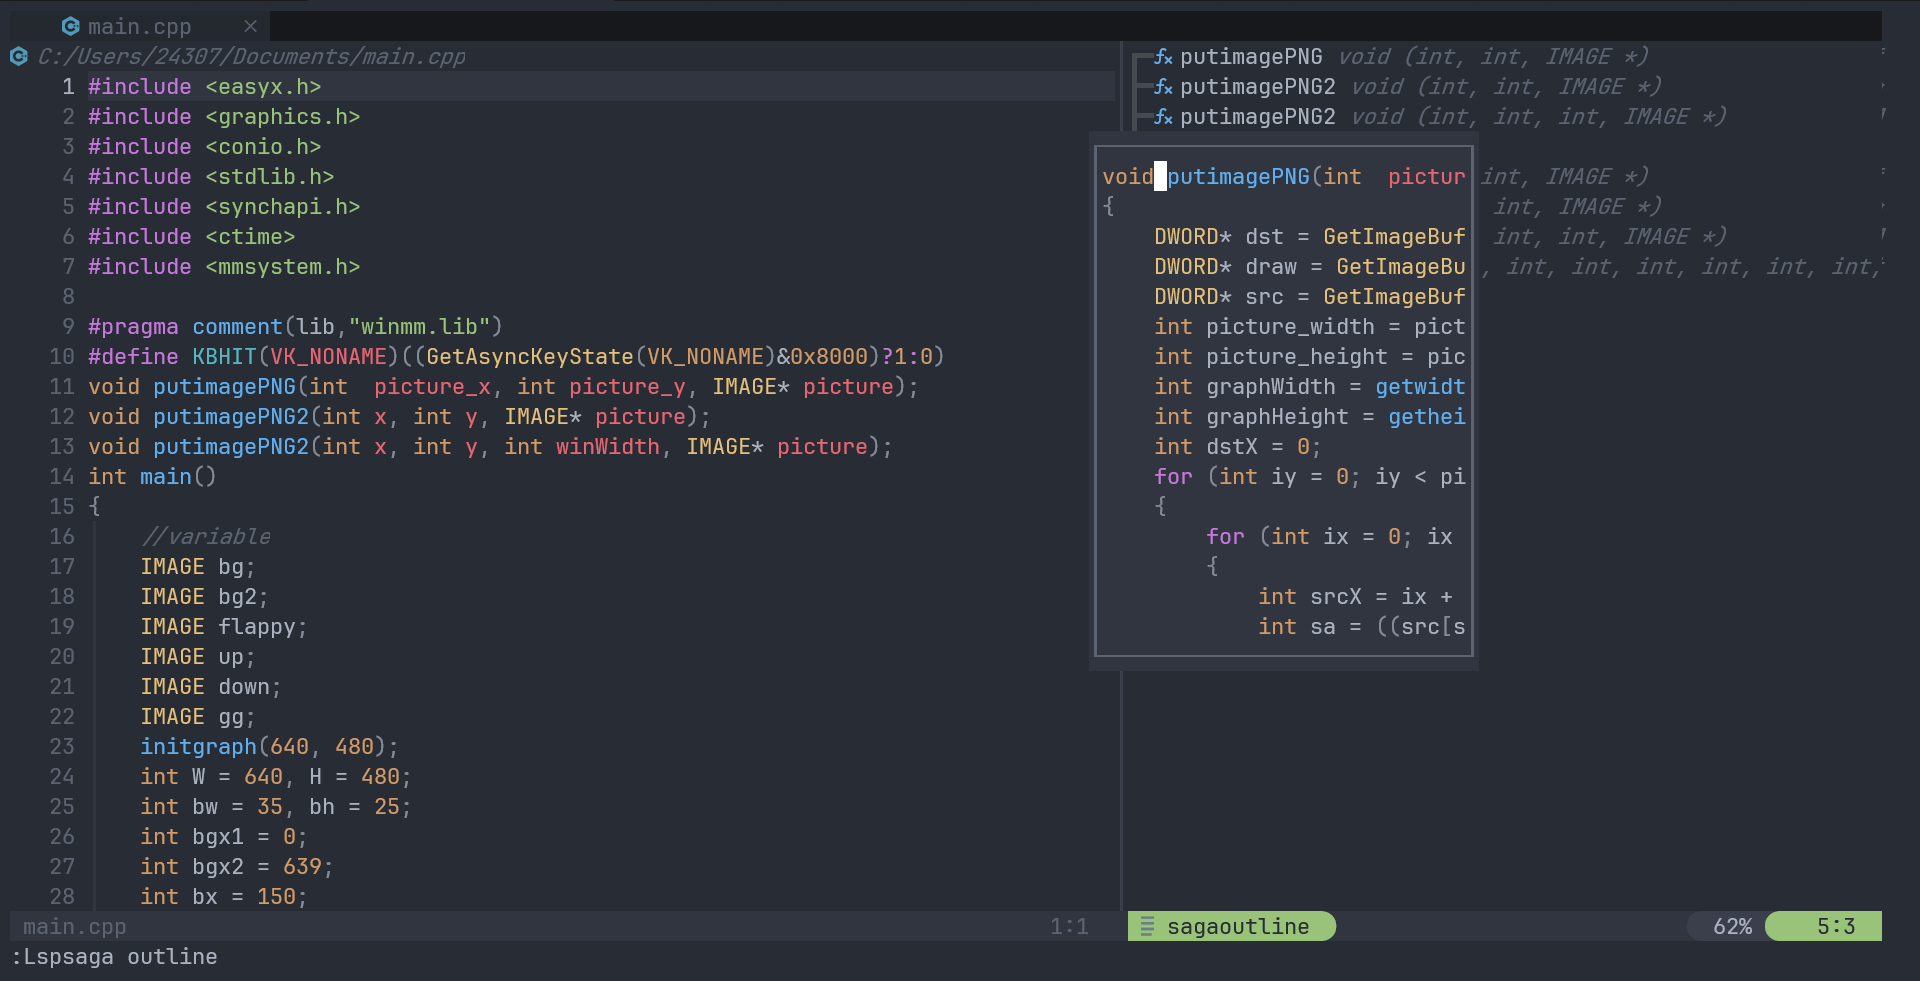 main.cpp ×
C:/Users/24307/Documents/main.cpp
1 #include <easyx.h>
2 #include <graphics.h>
3 #include <conio.h>
4 #include <stdlib.h>
5 #include <synchapi.h>
6 #include <ctime>
7 #include <mmsystem.h>
8
9 #pragma comment(lib,"winmm.lib")
10 #define KBHIT(VK_NONAME)((GetAsyncKeyState(VK_NONAME)&0x8000)?1:0)
11 void putimagePNG(int  picture_x, int picture_y, IMAGE* picture);
12 void putimagePNG2(int x, int y, IMAGE* picture);
13 void putimagePNG2(int x, int y, int winWidth, IMAGE* picture);
14 int main()
15 {
16     //variable
17     IMAGE bg;
18     IMAGE bg2;
19     IMAGE flappy;
20     IMAGE up;
21     IMAGE down;
22     IMAGE gg;
23     initgraph(640, 480);
24     int W = 640, H = 480;
25     int bw = 35, bh = 25;
26     int bgx1 = 0;
27     int bgx2 = 639;
28     int bx = 150;
putimagePNG void (int, int, IMAGE *)
putimagePNG2 void (int, int, IMAGE *)
putimagePNG2 void (int, int, int, IMAGE *)
int, IMAGE *)
int, IMAGE *)
int, int, IMAGE *)
, int, int, int, int, int, int,
void putimagePNG(int  pictur
{
    DWORD* dst = GetImageBuf
    DWORD* draw = GetImageBu
    DWORD* src = GetImageBuf
    int picture_width = pict
    int picture_height = pic
    int graphWidth = getwidt
    int graphHeight = gethei
    int dstX = 0;
    for (int iy = 0; iy < pi
    {
        for (int ix = 0; ix
        {
            int srcX = ix +
            int sa = ((src[s
main.cpp 1:1
sagaoutline 62% 5:3
:Lspsaga outline